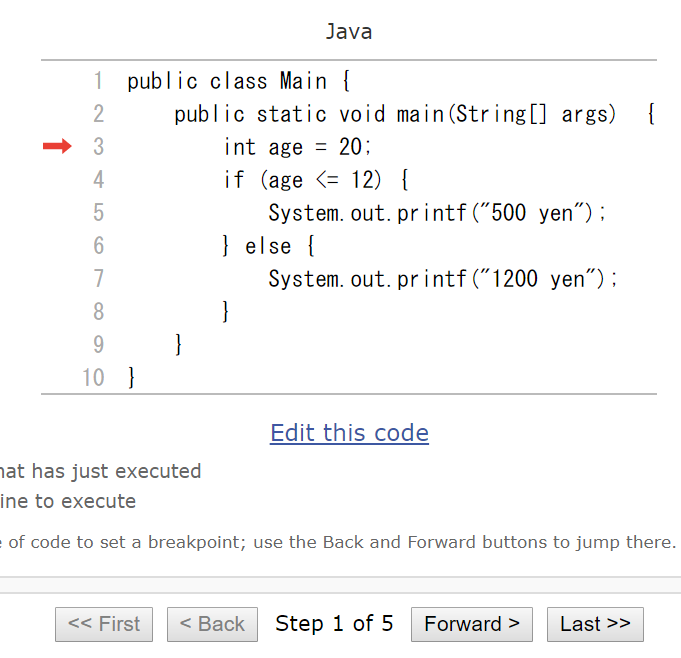 Java
1 public class Main {
2 public static void main(String[] args) {
3 int age = 20;
4 if (age <= 12) {
5 System.out.printf("500 yen");
6 } else {
7 System.out.printf("1200 yen");
8 }
9 }
10 }
Edit this code
has just executed
to execute
of code to set a breakpoint; use the Back and Forward buttons to jump there.
<< First < Back Step 1 of 5 Forward > Last >>